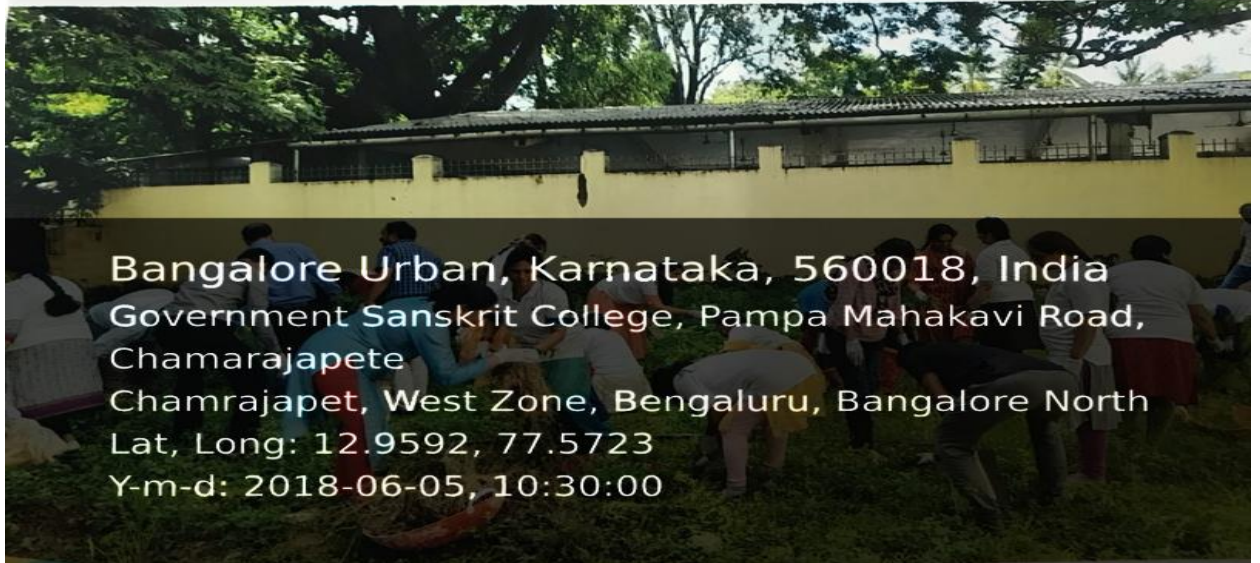 Bangalore Urban, Karnataka, 560018, India
Government Sanskrit College, Pampa Mahakavi Road,
Chamarajapete
Chamrajapet, West Zone, Bengaluru, Bangalore North
Lat, Long: 12.9592, 77.5723
Y-m-d: 2018-06-05, 10:30:00